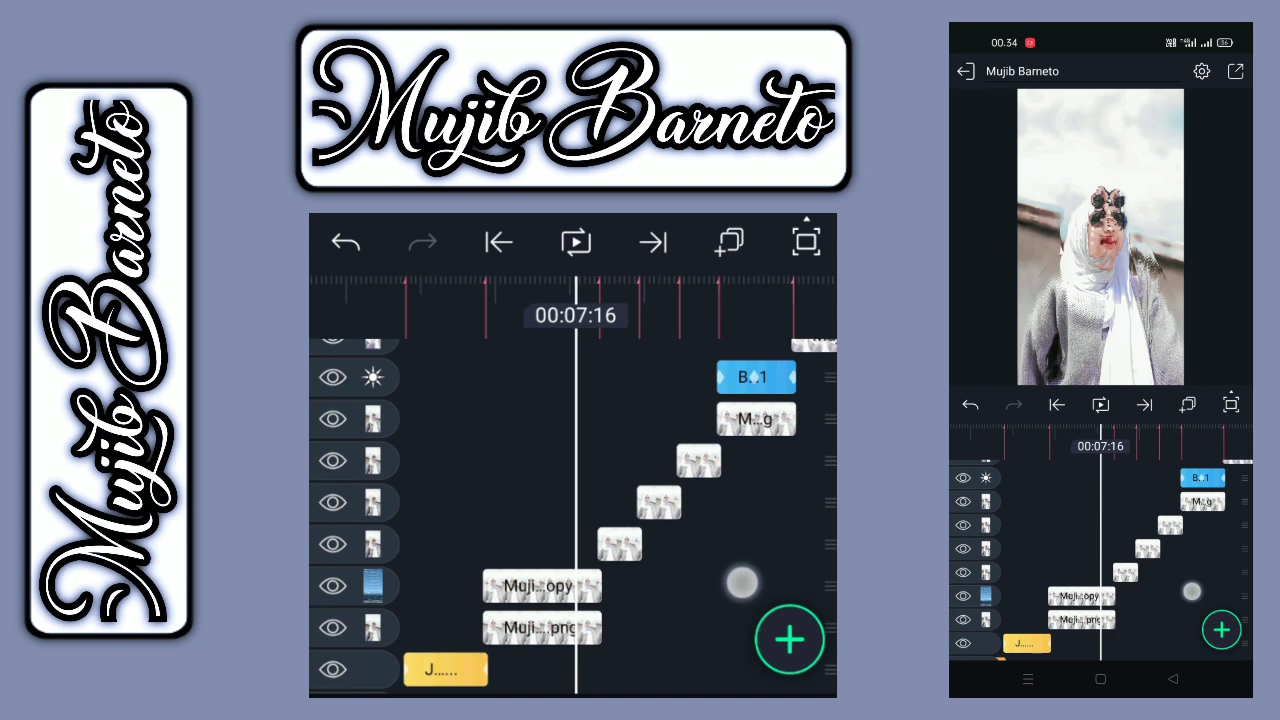 Mujib Barneto
Mujib Barneto
00:07:16
B...1
M...g
Muji...opy
Muji....png
J......
00.34
56
Mujib Barneto
00:07:16
B...1
M...g
Muji...opy
Muji...png
J......